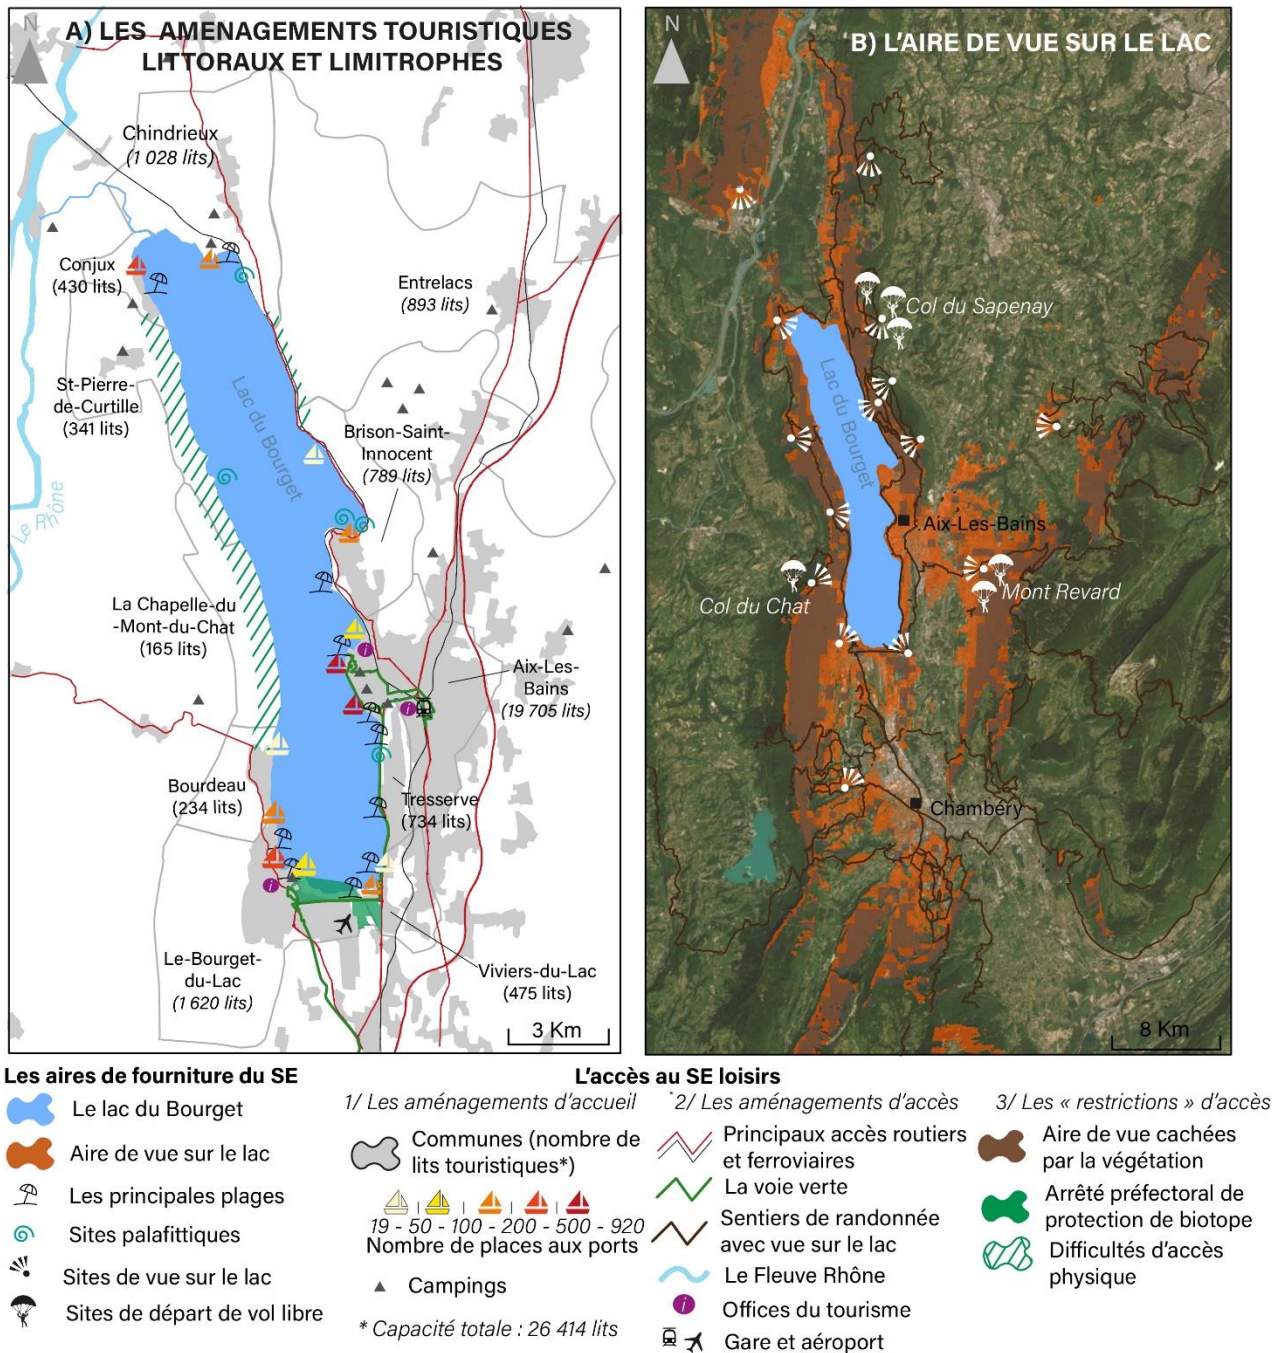 A) LES AMENAGEMENTS TOURISTIQUES
LITTORAUX ET LIMITROPHES
N
Chindrieux
(1 028 lits)
Conjux
(430 lits)
Entrelacs
(893 lits)
St-Pierre-
de-Curtille
(341 lits)
Lac du Bourget
Brison-Saint-
Innocent
(789 lits)
Le Rhône
La Chapelle-du
-Mont-du-Chat
(165 lits)
Aix-Les-
Bains
(19 705 lits)
Bourdeau
(234 lits)
Tresserve
(734 lits)
Le-Bourget-
du-Lac
(1 620 lits)
Viviers-du-Lac
(475 lits)
3 Km
N
B) L'AIRE DE VUE SUR LE LAC
Col du Sapenay
Lac du Bourget
Aix-Les-Bains
Col du Chat
Mont Revard
Chambéry
8 Km
Les aires de fourniture du SE
Le lac du Bourget
Aire de vue sur le lac
Les principales plages
Sites palafittiques
Sites de vue sur le lac
Sites de départ de vol libre
L'accès au SE loisirs
1/ Les aménagements d'accueil
Communes (nombre de
lits touristiques*)
19 - 50 - 100 - 200 - 500 - 920
Nombre de places aux ports
Campings
* Capacité totale : 26 414 lits
2/ Les aménagements d'accès
Principaux accès routiers
et ferroviaires
La voie verte
Sentiers de randonnée
avec vue sur le lac
Le Fleuve Rhône
i Offices du tourisme
Gare et aéroport
3/ Les « restrictions » d'accès
Aire de vue cachées
par la végétation
Arrêté préfectoral de
protection de biotope
Difficultés d'accès
physique